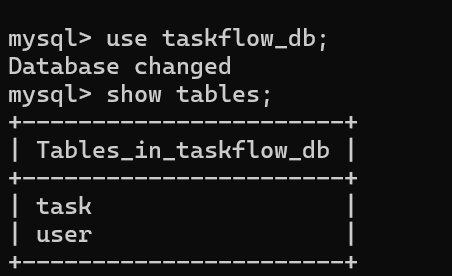 mysql> use taskflow_db;
Database changed
mysql> show tables;
+-----------------------+
| Tables_in_taskflow_db |
+-----------------------+
| task                  |
| user                  |
+-----------------------+